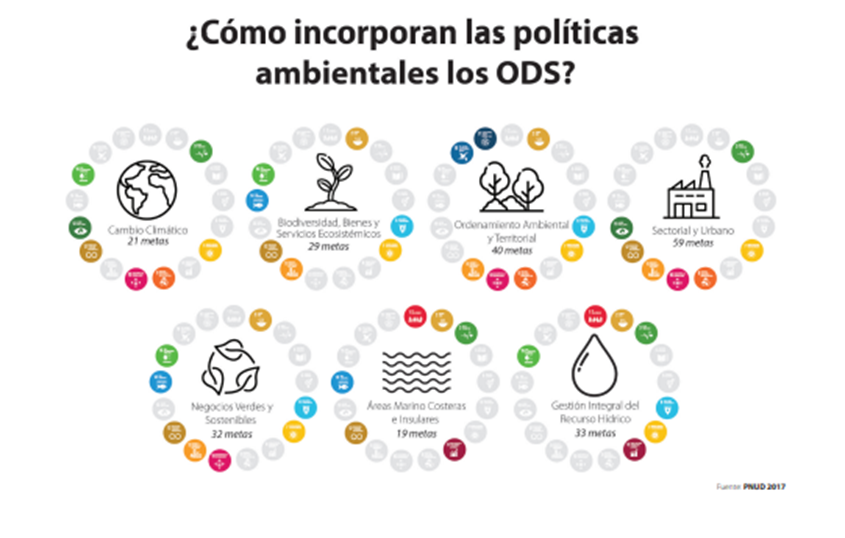 ¿Cómo incorporan las políticas
ambientales los ODS?
Cambio Climático
21 metas
Biodiversidad, Bienes y
Servicios Ecosistémicos
29 metas
Ordenamiento Ambiental
y Territorial
40 metas
Sectorial y Urbano
59 metas
Negocios Verdes y
Sostenibles
32 metas
Áreas Marino Costeras
e Insulares
19 metas
Gestión Integral del
Recurso Hídrico
33 metas
Fuente: PNUD 2017